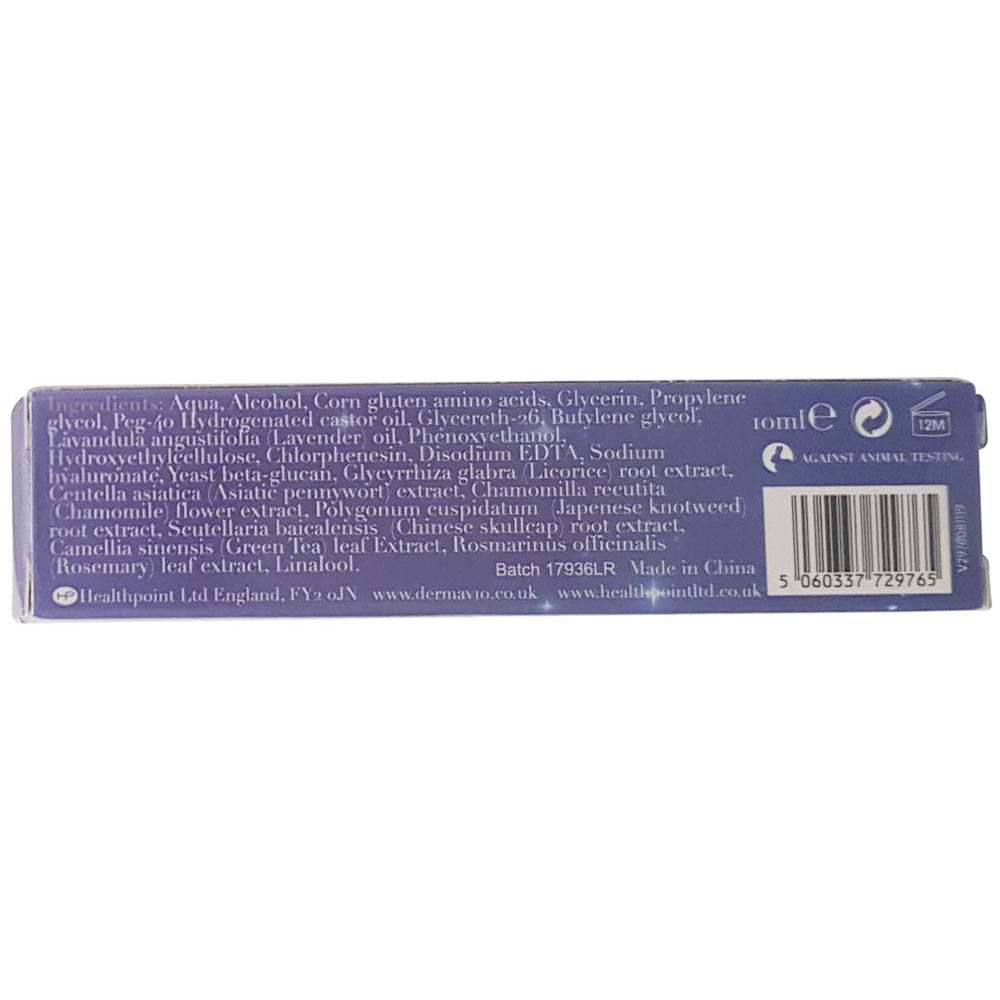 Ingredients: Aqua, Alcohol, Corn gluten amino acids, Glycerin, Propylene
glycol, Peg-40 Hydrogenated castor oil, Glycereth-26, Butylene glycol,
Lavandula angustifolia (Lavender) oil, Phenoxyethanol,
Hydroxyethylcellulose, Chlorphenesin, Disodium EDTA, Sodium
hyaluronate, Yeast beta-glucan, Glycyrrhiza glabra (Licorice) root extract,
Centella asiatica (Asiatic pennywort) extract, Chamomilla recutita
(Chamomile) flower extract, Polygonum cuspidatum (Japenese knotweed)
root extract, Scutellaria baicalensis (Chinese skullcap) root extract,
Camellia sinensis (Green Tea) leaf Extract, Rosmarinus officinalis
(Rosemary) leaf extract, Linalool.
Batch 17936LR Made in China
HP Healthpoint Ltd England, FY2 0JN www.dermav10.co.uk www.healthpointltd.co.uk
10ml e
12M
AGAINST ANIMAL TESTING
5 060337 729765